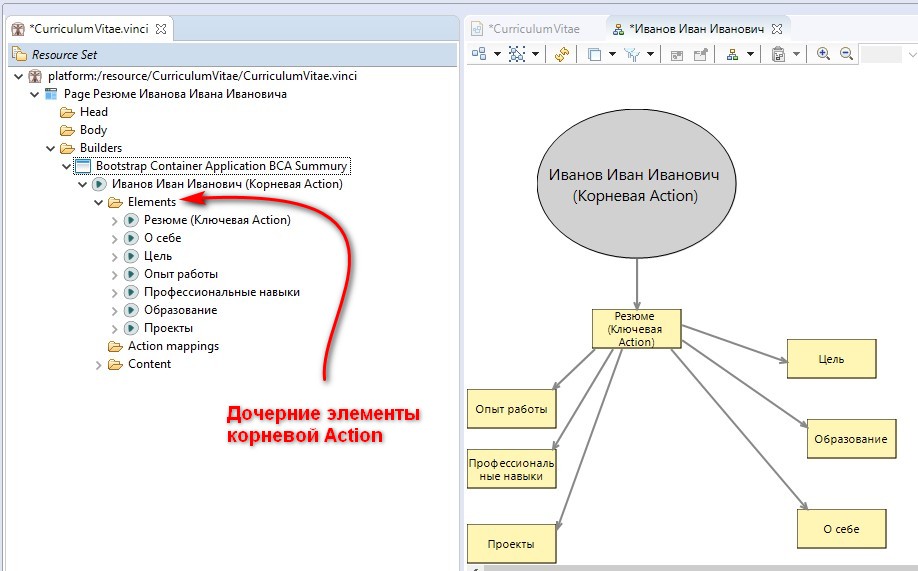 *CurriculumVitae.vinci
Resource Set
platform:/resource/CurriculumVitae/CurriculumVitae.vinci
Page Резюме Иванова Ивана Ивановича
Head
Body
Builders
Bootstrap Container Application BCA Summury
Иванов Иван Иванович (Корневая Action)
Elements
Резюме (Ключевая Action)
О себе
Цель
Опыт работы
Профессиональные навыки
Образование
Проекты
Action mappings
Content
Дочерние элементы
корневой Action
*CurriculumVitae
*Иванов Иван Иванович
Иванов Иван Иванович
(Корневая Action)
Резюме
(Ключевая
Action)
Цель
Опыт работы
Образование
Профессиональ
ные навыки
О себе
Проекты